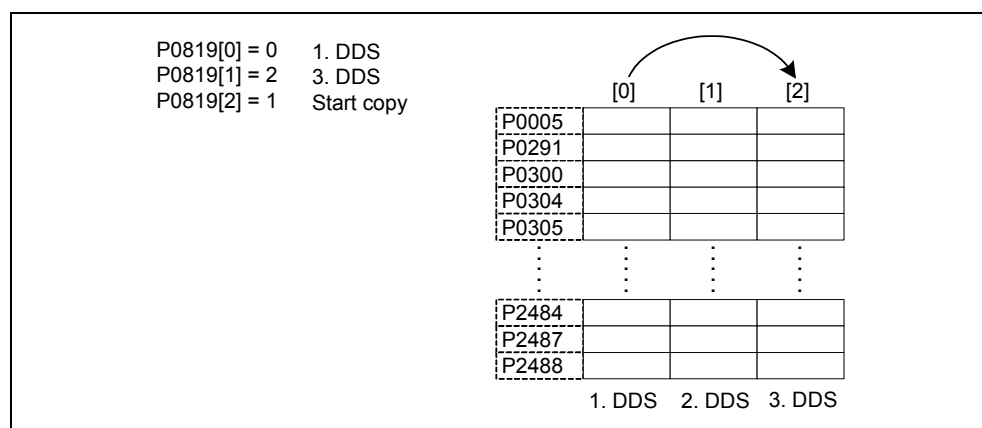 P0819[0] = 0 1. DDS
P0819[1] = 2 3. DDS
P0819[2] = 1 Start copy
[0] [1] [2]
P0005
P0291
P0300
P0304
P0305
P2484
P2487
P2488
1. DDS 2. DDS 3. DDS